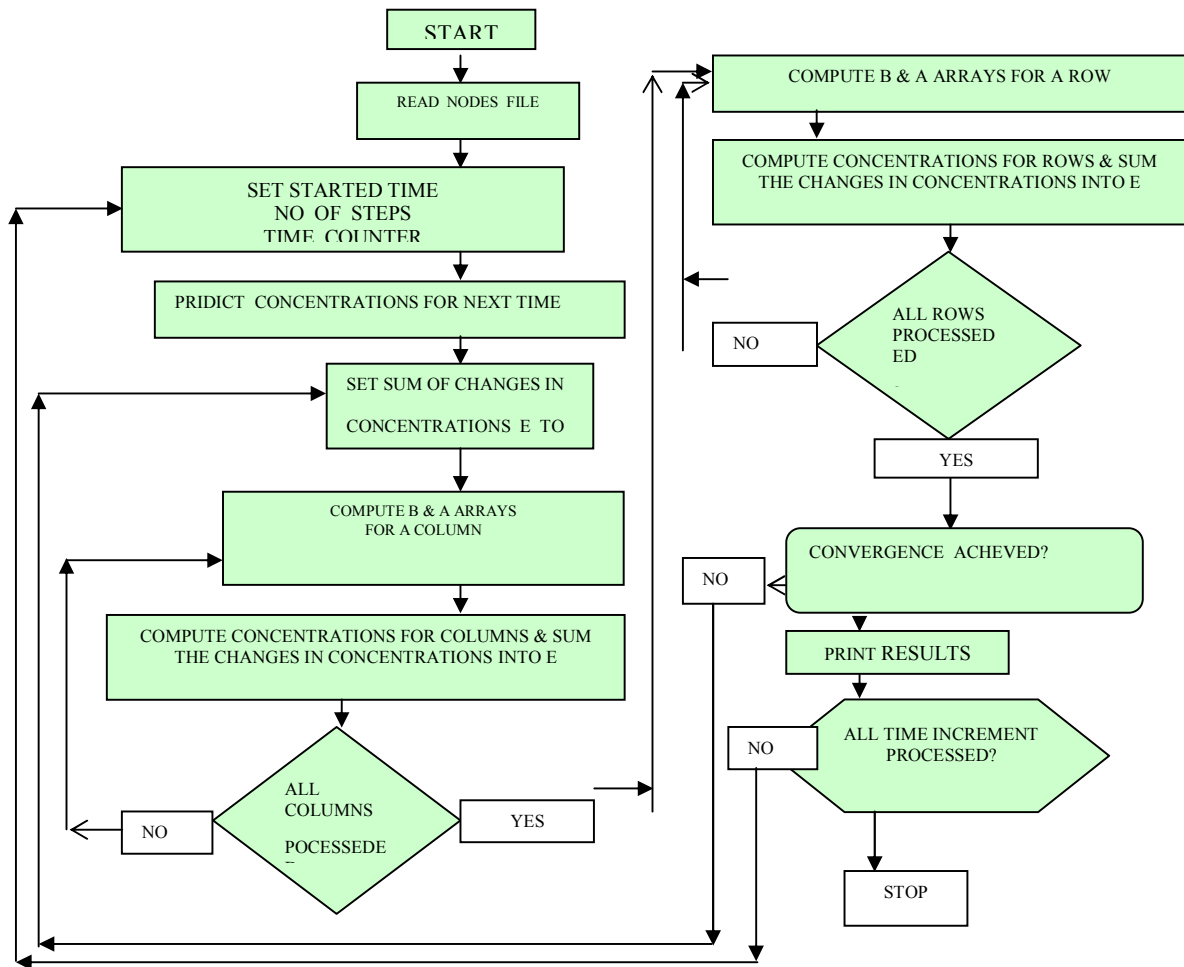 START
READ NODES FILE
SET STARTED TIME
NO OF STEPS
TIME COUNTER
PRIDICT CONCENTRATIONS FOR NEXT TIME
SET SUM OF CHANGES IN
CONCENTRATIONS E TO
COMPUTE B & A ARRAYS
FOR A COLUMN
COMPUTE CONCENTRATIONS FOR COLUMNS & SUM
THE CHANGES IN CONCENTRATIONS INTO E
ALL
COLUMNS
POCESSEDE
NO
YES
COMPUTE B & A ARRAYS FOR A ROW
COMPUTE CONCENTRATIONS FOR ROWS & SUM
THE CHANGES IN CONCENTRATIONS INTO E
ALL ROWS
PROCESSED
ED
NO
YES
CONVERGENCE ACHEVED?
NO
PRINT RESULTS
ALL TIME INCREMENT
PROCESSED?
NO
STOP